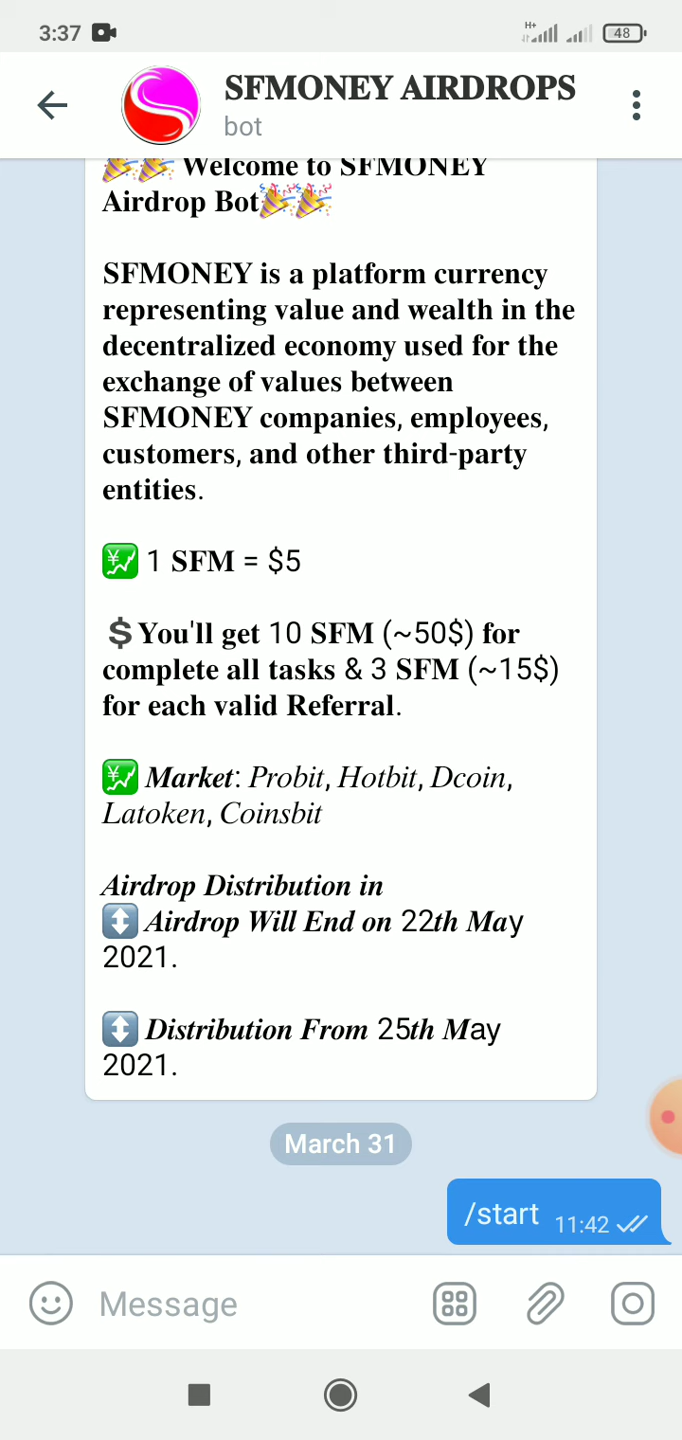 3:37
H+
48
SFMONEY AIRDROPS
bot
🎉🎉 Welcome to SFMONEY
Airdrop Bot🎉🎉
SFMONEY is a platform currency
representing value and wealth in the
decentralized economy used for the
exchange of values between
SFMONEY companies, employees,
customers, and other third-party
entities.
💹 1 SFM = $5
💲You'll get 10 SFM (~50$) for
complete all tasks & 3 SFM (~15$)
for each valid Referral.
💹 Market: Probit, Hotbit, Dcoin,
Latoken, Coinsbit
Airdrop Distribution in
↕️ Airdrop Will End on 22th May
2021.
↕️ Distribution From 25th May
2021.
March 31
/start 11:42
Message